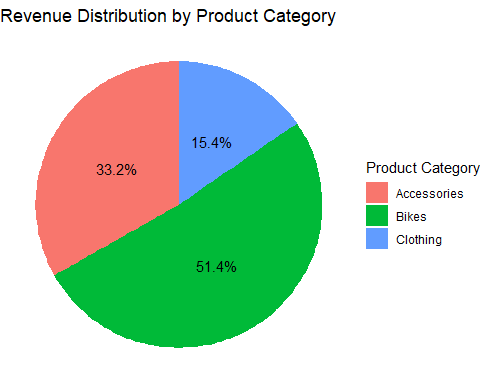 Revenue Distribution by Product Category
15.4%
33.2%
51.4%
Product Category
Accessories
Bikes
Clothing